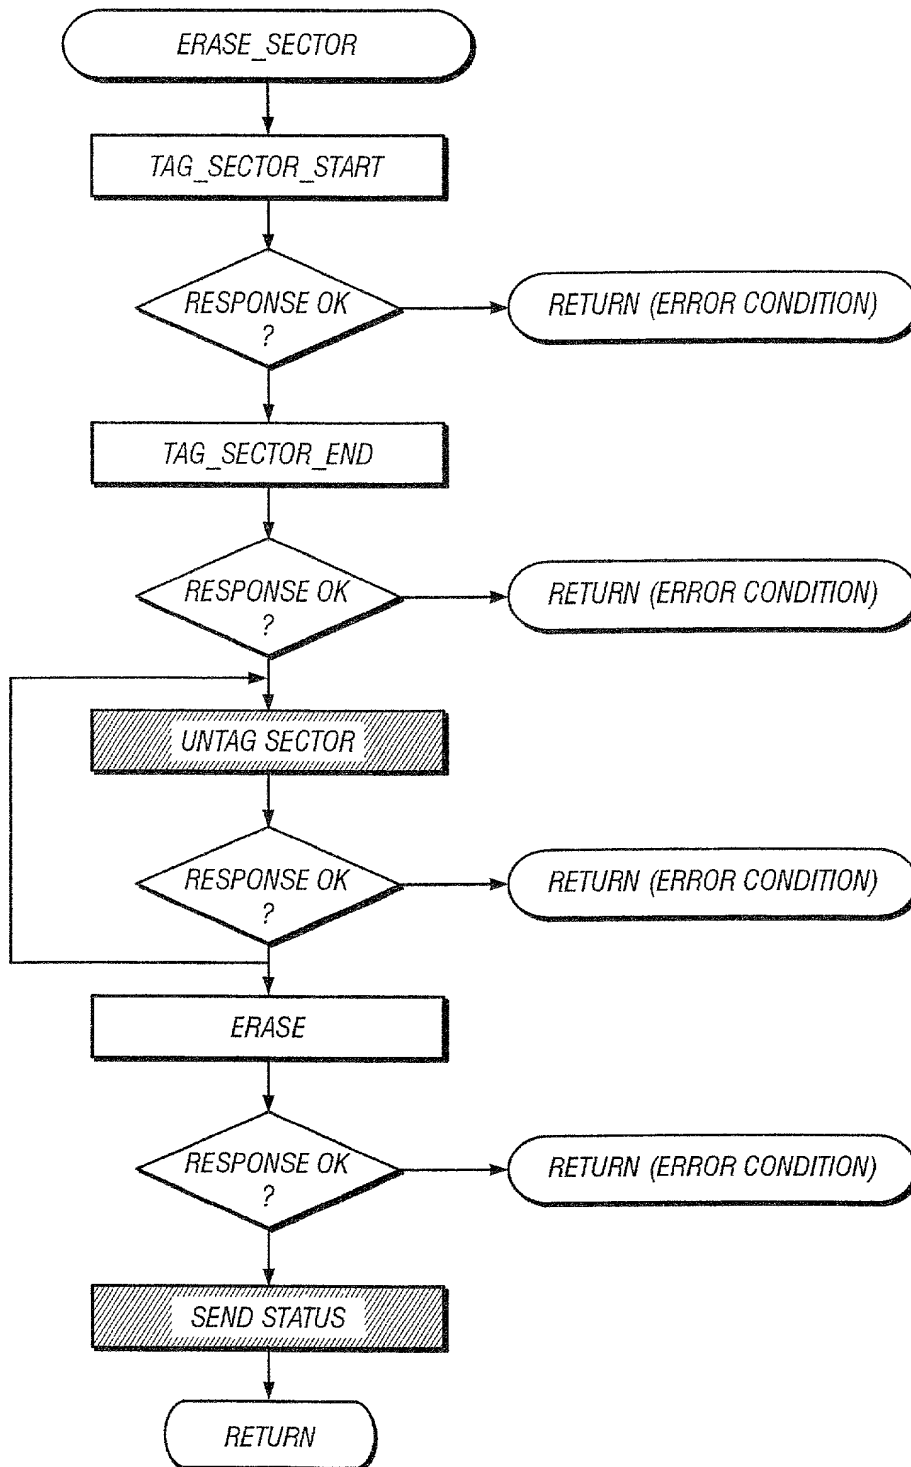 ERASE_SECTOR
TAG_SECTOR_START
RESPONSE OK
?
RETURN (ERROR CONDITION)
TAG_SECTOR_END
RESPONSE OK
?
RETURN (ERROR CONDITION)
UNTAG SECTOR
RESPONSE OK
?
RETURN (ERROR CONDITION)
ERASE
RESPONSE OK
?
RETURN (ERROR CONDITION)
SEND STATUS
RETURN